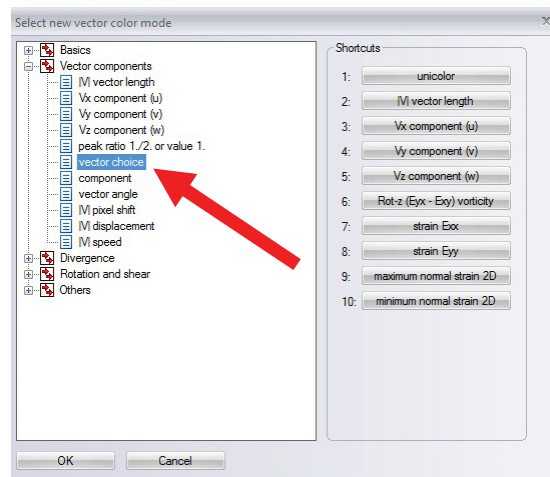 Select new vector color mode
x
Basics
Vector components
|V| vector length
Vx component (u)
Vy component (v)
Vz component (w)
peak ratio 1./2. or value 1.
vector choice
component
vector angle
|V| pixel shift
|V| displacement
|V| speed
Divergence
Rotation and shear
Others
Shortcuts
1: unicolor
2: |V| vector length
3: Vx component (u)
4: Vy component (v)
5: Vz component (w)
6: Rot-z (Eyx - Exy) vorticity
7: strain Exx
8: strain Eyy
9: maximum normal strain 2D
10: minimum normal strain 2D
OK Cancel